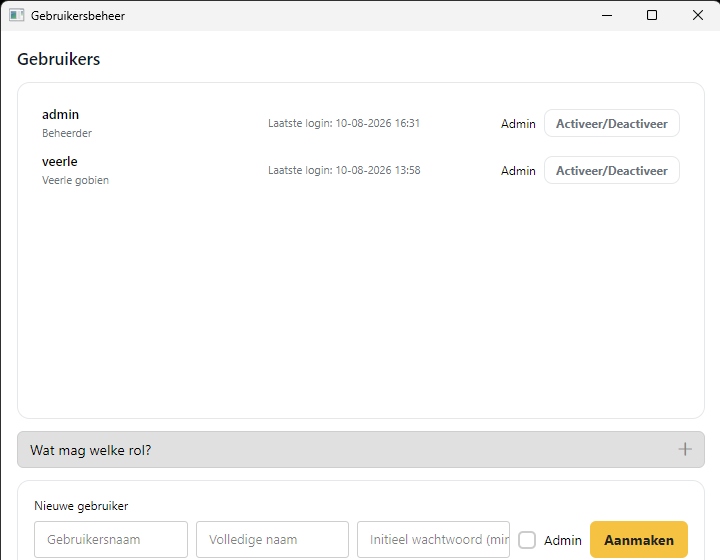 Gebruikersbeheer
Gebruikers
admin
Beheerder
Laatste login: 10-08-2026 16:31
Admin
Activeer/Deactiveer
veerle
Veerle gobien
Laatste login: 10-08-2026 13:58
Admin
Activeer/Deactiveer
Wat mag welke rol?
Nieuwe gebruiker
Gebruikersnaam
Volledige naam
Initieel wachtwoord (mir
Admin
Aanmaken